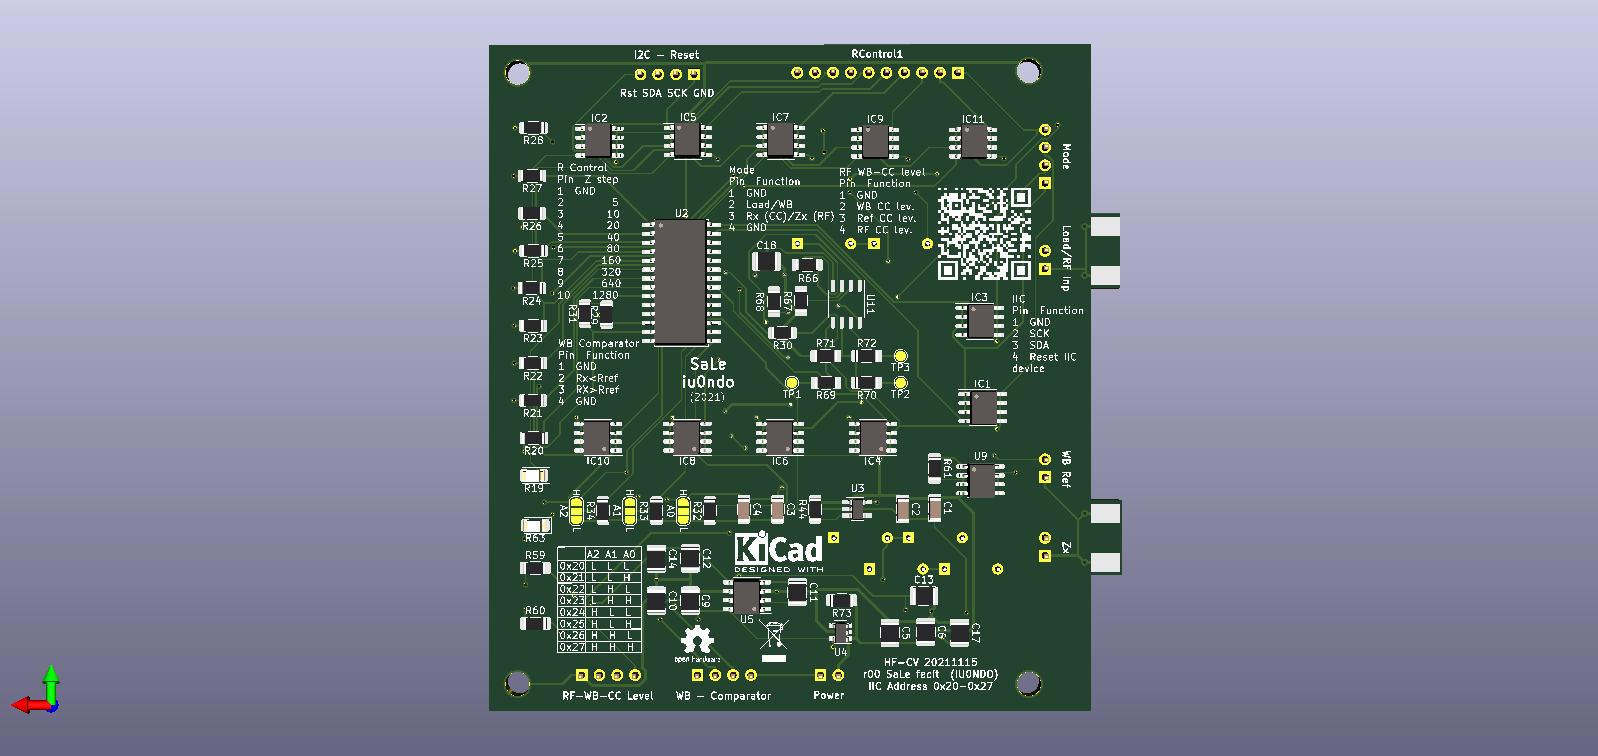 I2C - Reset
RControl1
Rst SDA SCK GND
IC2
IC5
IC7
IC9
IC11
R28
R27
R26
R25
R24
R23
R22
R21
R20
R19
R63
R59
R60
R Control
Pin Z step
1 GND
2 5
3 10
4 20
5 40
6 80
7 160
8 320
9 640
10 1280
R31
R29
WB Comparator
Pin Function
1 GND
2 Rx<Rref
3 RX>Rref
4 GND
U2
Mode
Pin Function
1 GND
2 Load/WB
3 Rx (CC)/Zx (RF)
4 GND
RF WB-CC level
Pin Function
1 GND
2 WB CC lev.
3 Ref CC lev.
4 RF CC lev.
Mode
Load/RF Inp
C18
R66
R68
R67
U11
R30
R71
R72
TP3
TP1
R69
R70
TP2
SaLe
iu0ndo
(2021)
IC3
IIC
Pin Function
1 GND
2 SCK
3 SDA
4 Reset IIC
device
IC1
IC10
IC8
IC6
IC4
U9
R61
WB Ref
Zx
H
A2
L
R34
H
A1
L
R33
H
A0
L
R32
C4
C3
R44
U3
C2
C1
A2 A1 A0
0x20 L L L
0x21 L L H
0x22 L H L
0x23 L H H
0x24 H L L
0x25 H L H
0x26 H H L
0x27 H H H
C14
C12
C10
C9
KiCad
DESIGNED WITH
U5
C11
R73
U4
C13
C5
C6
C17
open hardware
HF-CV 20211115
r00 SaLe fecit (IU0NDO)
IIC Address 0x20-0x27
RF-WB-CC Level
WB - Comparator
Power